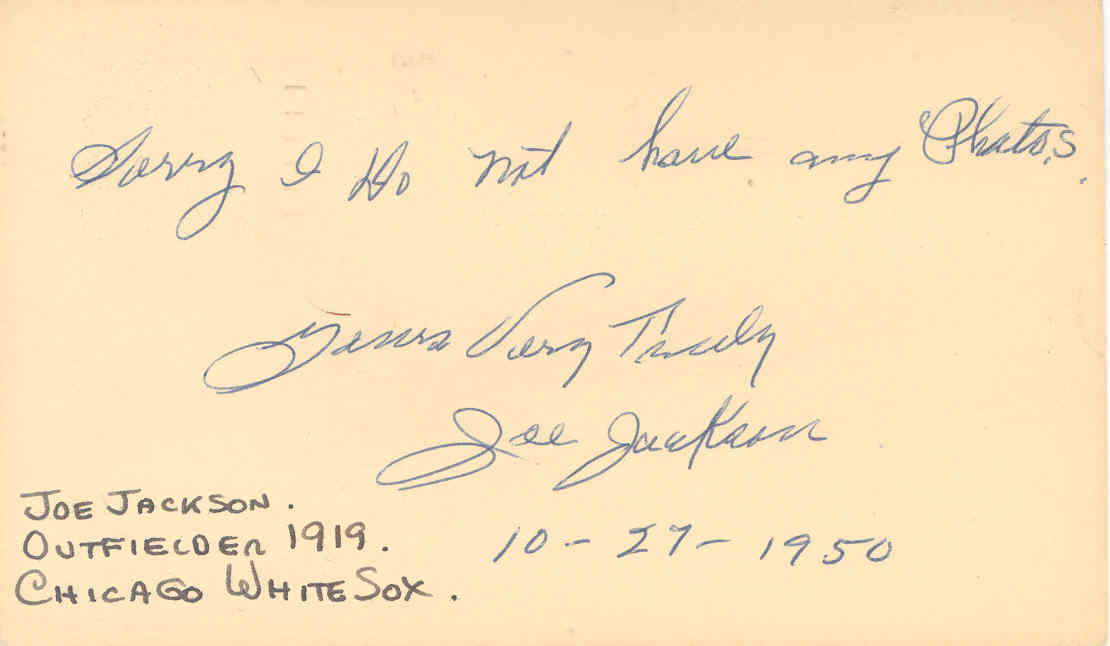 Sorry I Do not have any Photos.
Yours Very Truly
Joe Jackson
10-27-1950
JOE JACKSON.
OUTFIELDER 1919.
CHICAGO WHITE SOX.